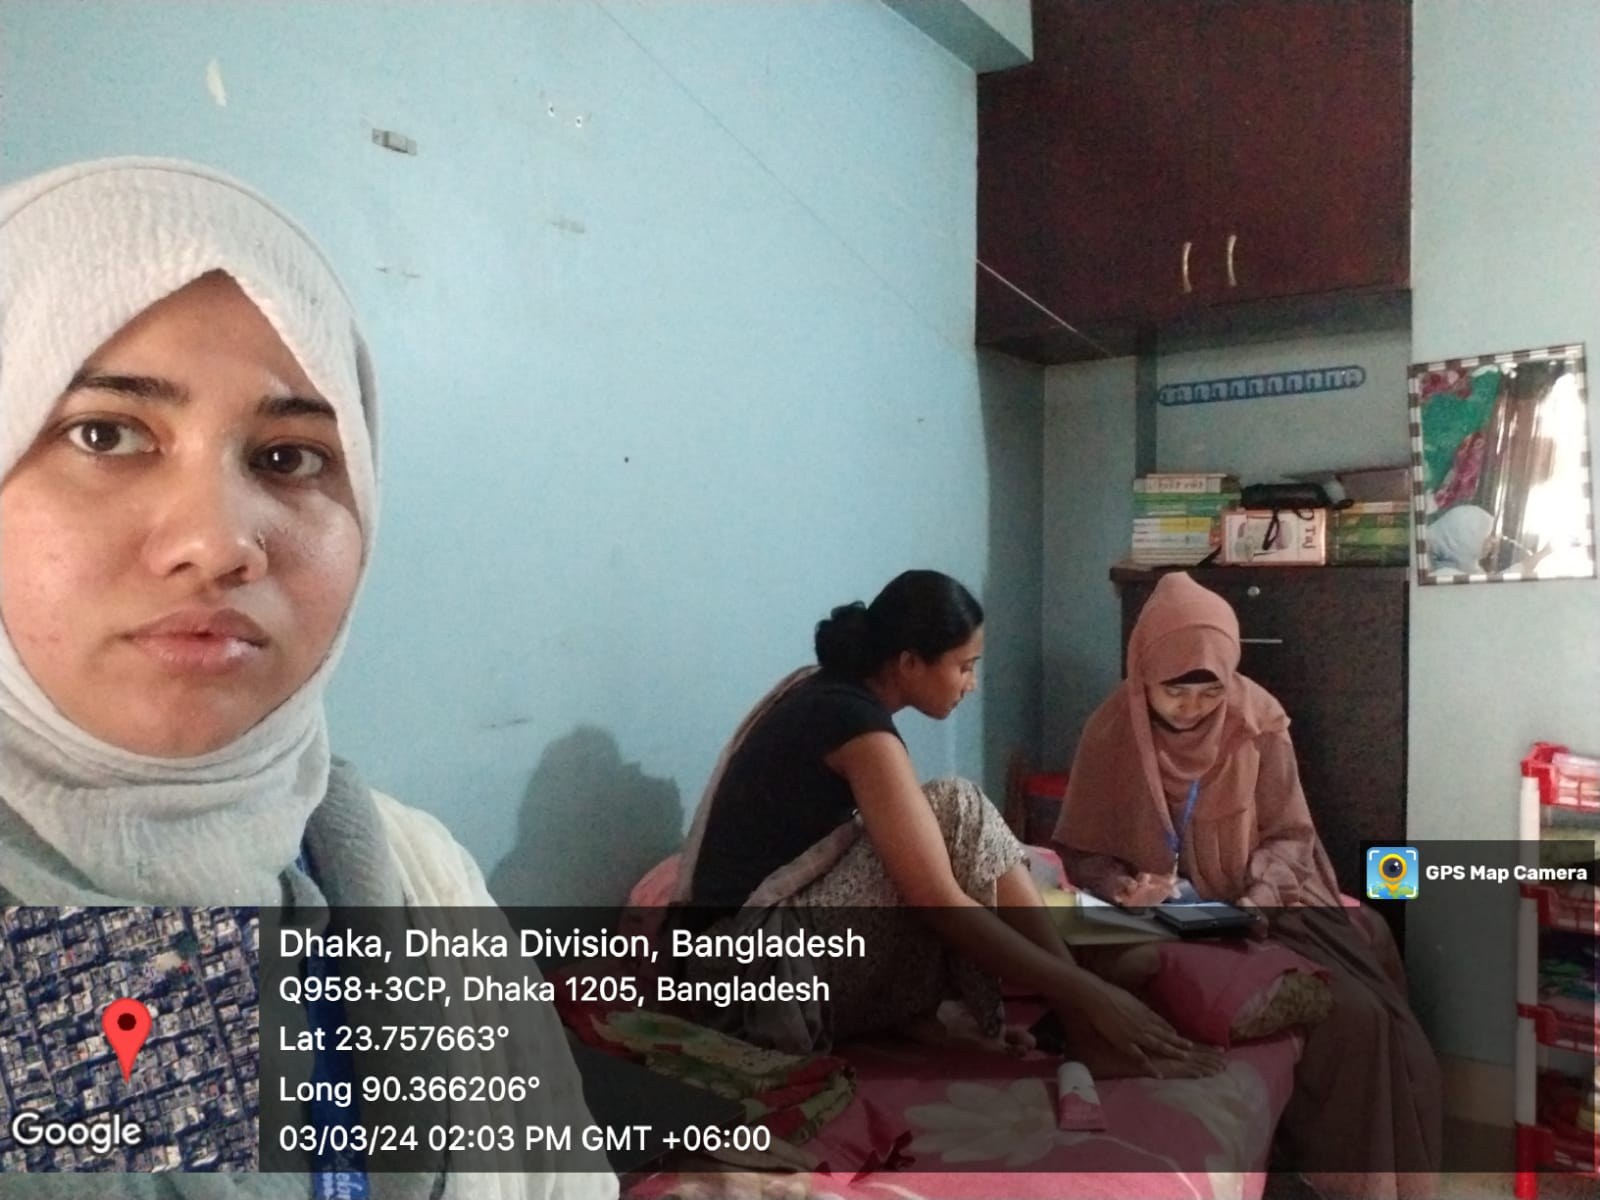 Taj
GPS Map Camera
Dhaka, Dhaka Division, Bangladesh
Q958+3CP, Dhaka 1205, Bangladesh
Lat 23.757663°
Long 90.366206°
03/03/24 02:03 PM GMT +06:00
Google